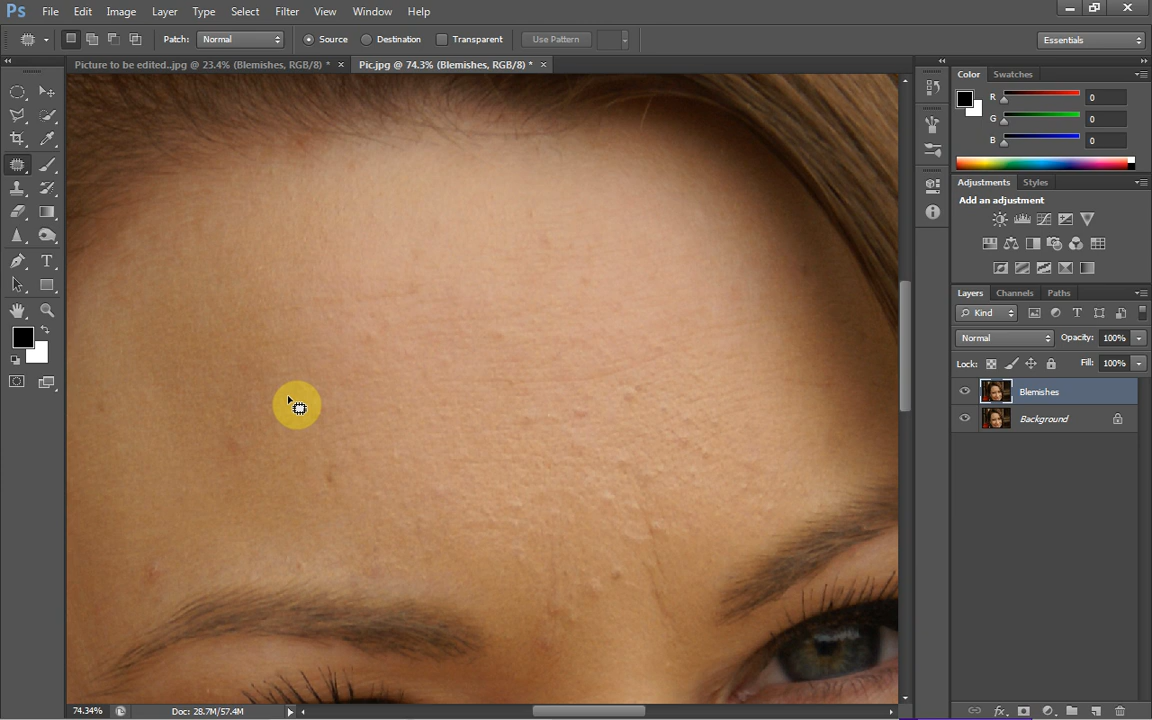 Ps File Edit Image Layer Type Select Filter View Window Help
Patch: Normal Source Destination Transparent Use Pattern Essentials
Picture to be edited..jpg @ 23.4% (Blemishes, RGB/8) * × Pic.jpg @ 74.3% (Blemishes, RGB/8) * ×
Color Swatches
R 0
G 0
B 0
Adjustments Styles
Add an adjustment
Layers Channels Paths
Kind
Normal Opacity: 100%
Lock: Fill: 100%
Blemishes
Background
74.34% Doc: 28.7M/57.4M